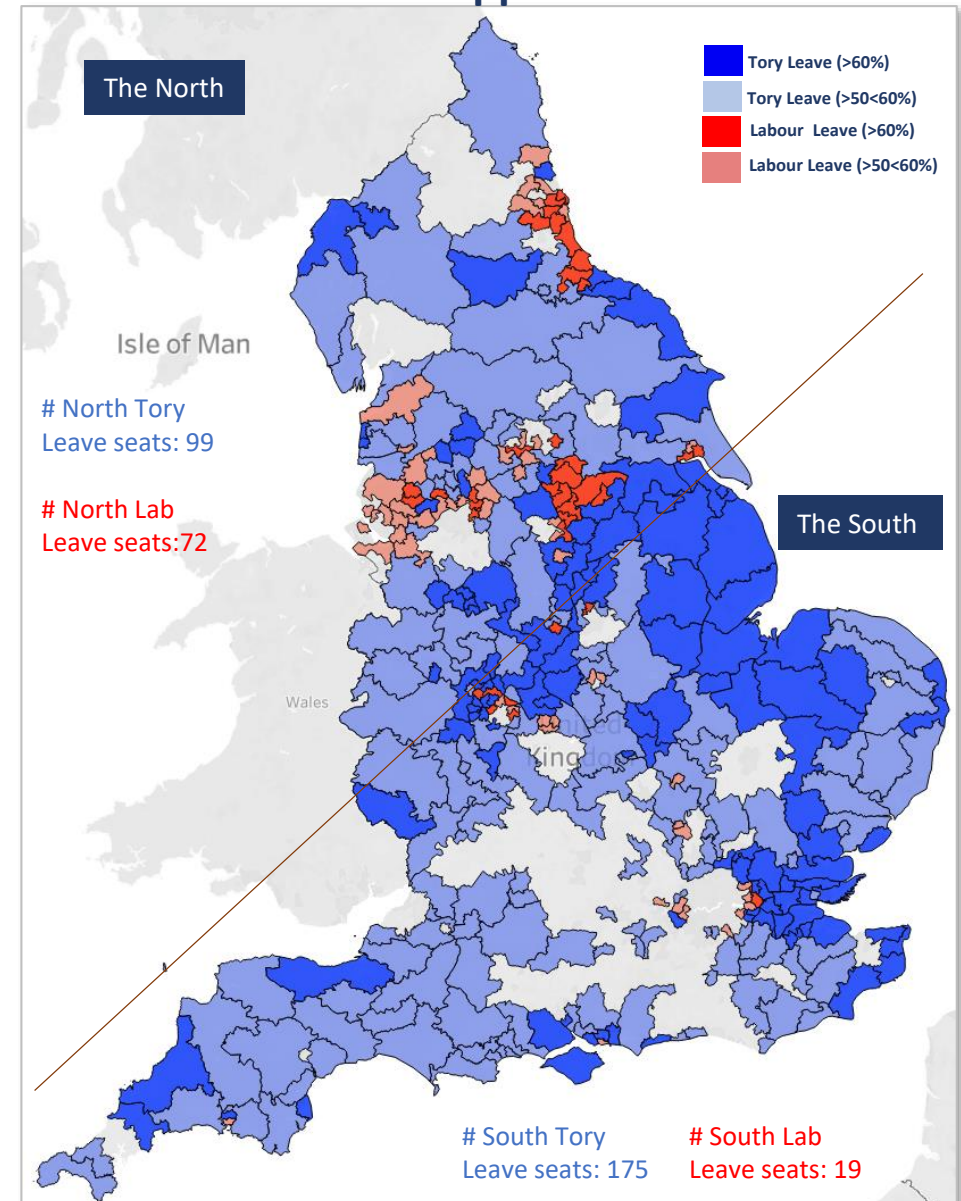 The North
Tory Leave (>60%)
Tory Leave (>50<60%)
Labour Leave (>60%)
Labour Leave (>50<60%)
Isle of Man
# North Tory
Leave seats: 99
# North Lab
Leave seats:72
The South
Wales
United
Kingdom
# South Tory
Leave seats: 175
# South Lab
Leave seats: 19